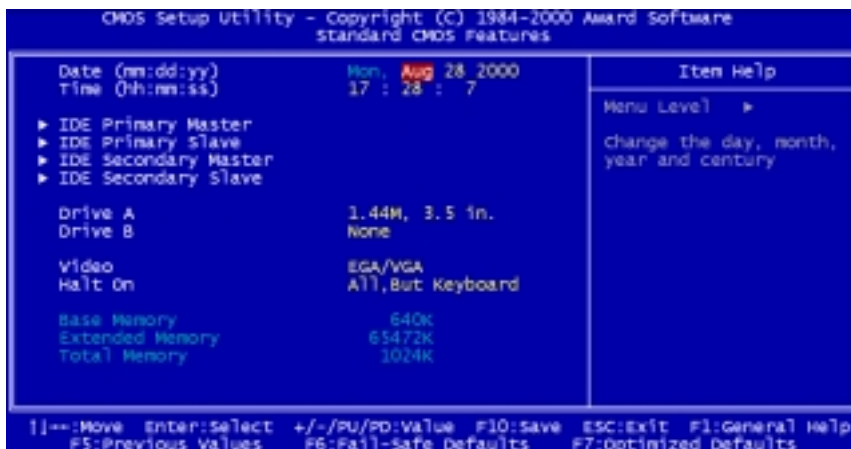 CMOS Setup Utility - Copyright (C) 1984-2000 Award Software
Standard CMOS Features
Date (mm:dd:yy) Mon, Aug 28 2000
Time (hh:mm:ss) 17 : 28 : 7
► IDE Primary Master
► IDE Primary Slave
► IDE Secondary Master
► IDE Secondary Slave
Drive A 1.44M, 3.5 in.
Drive B None
Video EGA/VGA
Halt On All,But Keyboard
Base Memory 640K
Extended Memory 65472K
Total Memory 1024K
Item Help
Menu Level ►
Change the day, month,
year and century
↑↓→←:Move Enter:Select +/-/PU/PD:Value F10:Save ESC:Exit F1:General Help
F5:Previous Values F6:Fail-Safe Defaults F7:Optimized Defaults